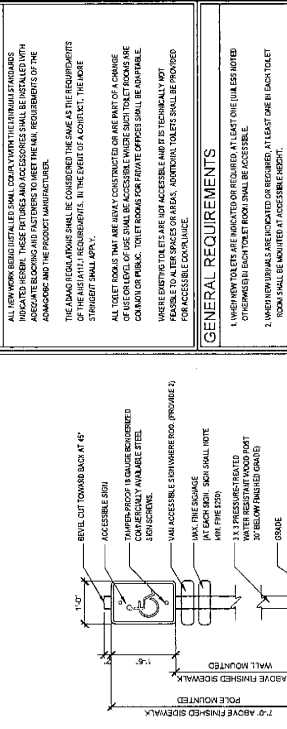 ALL NEW WORK BEING INSTALLED SHALL COMPLY WITH THE MINIMUM STANDARDS
INDICATED HEREIN. THESE FIXTURES AND ACCESSORIES SHALL BE INSTALLED WITH
ADEQUATE BLOCKING AND FASTENERS TO MEET THE MIN. REQUIREMENTS OF THE
AND THE PRODUCT MANUFACTURER.
THE ADAAG REGULATIONS SHALL BE CONSIDERED THE SAME AS THE REQUIREMENTS
OF THE ANSI A117.1 REQUIREMENTS. IN THE EVENT OF A CONFLICT, THE MORE
STRINGENT SHALL APPLY.
ALL TOILET ROOMS THAT ARE NEWLY CONSTRUCTED OR ARE PART OF A CHANGE
OF USE OR LEVEL OF USE SHALL BE ACCESSIBLE WHERE SUCH TOILET ROOMS ARE
COMMON OR PUBLIC. TOILET ROOMS FOR PRIVATE OFFICES SHALL BE ADAPTABLE.
WHERE EXISTING TOILETS ARE NOT ACCESSIBLE AND IT IS TECHNICALLY NOT
FEASIBLE TO ALTER SPACES OR AREAS, ADDITIONAL TOILETS SHALL BE PROVIDED
FOR ACCESSIBLE COMPLIANCE.
GENERAL REQUIREMENTS
1. WHEN NEW TOILETS ARE INDICATED OR REQUIRED, AT LEAST ONE (UNLESS NOTED
OTHERWISE) IN EACH TOILET ROOM SHALL BE ACCESSIBLE.
2. WHEN NEW URINALS ARE INDICATED OR REQUIRED, AT LEAST ONE IN EACH TOILET
ROOM SHALL BE MOUNTED AT ACCESSIBLE HEIGHT.
BEVEL CUT TOWARD BACK AT 45°
ACCESSIBLE SIGN
TAMPER-PROOF 18 GAUGE BONDERIZED
COMMERCIALLY AVAILABLE STEEL
SIGN SCREWS.
VAN ACCESSIBLE SIGN WHERE REQ. (PROVIDE 2)
MAX. FINE SIGNAGE
(AT EACH SIGN. SIGN SHALL NOTE
MIN. FINE $250)
PRESSURE-TREATED
WATER RESISTANT WOOD POST
30" BELOW FINISHED GRADE)
GRADE
1'-0"
1'-6"
ABOVE FINISHED SIDEWALK
WALL MOUNTED
7'-0" ABOVE FINISHED SIDEWALK
POLE MOUNTED